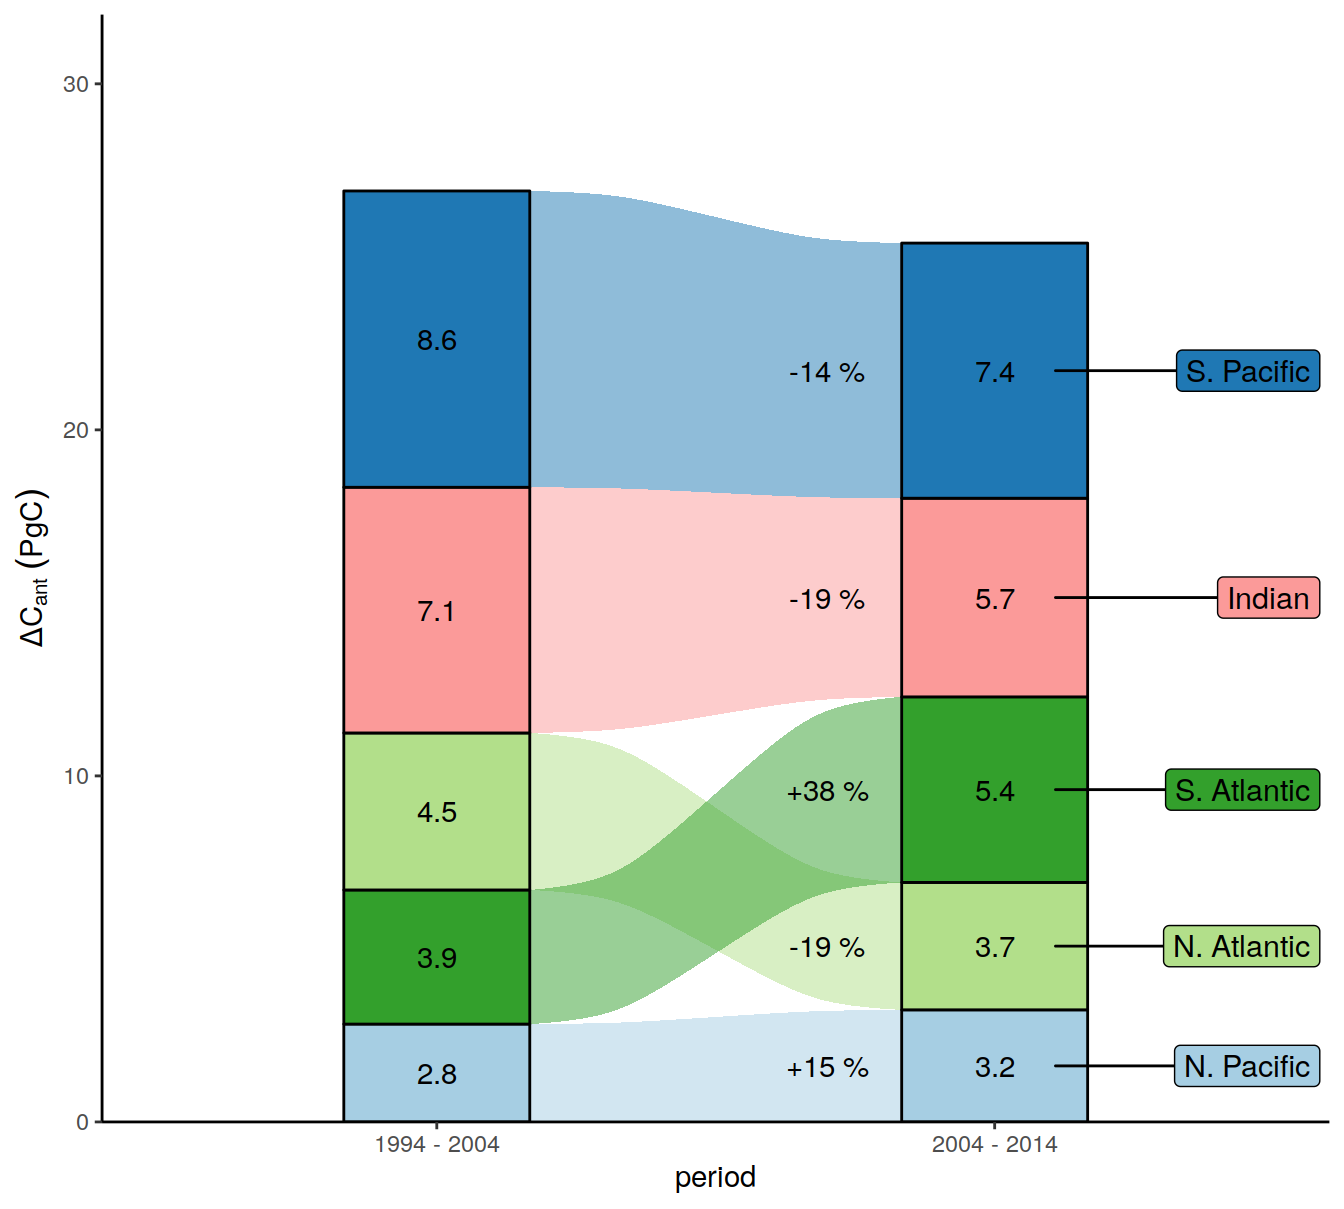 30
20
10
0
ΔCant (PgC)
8.6
7.1
4.5
3.9
2.8
-14 %
-19 %
+38 %
-19 %
+15 %
7.4
5.7
5.4
3.7
3.2
S. Pacific
Indian
S. Atlantic
N. Atlantic
N. Pacific
1994 - 2004
2004 - 2014
period